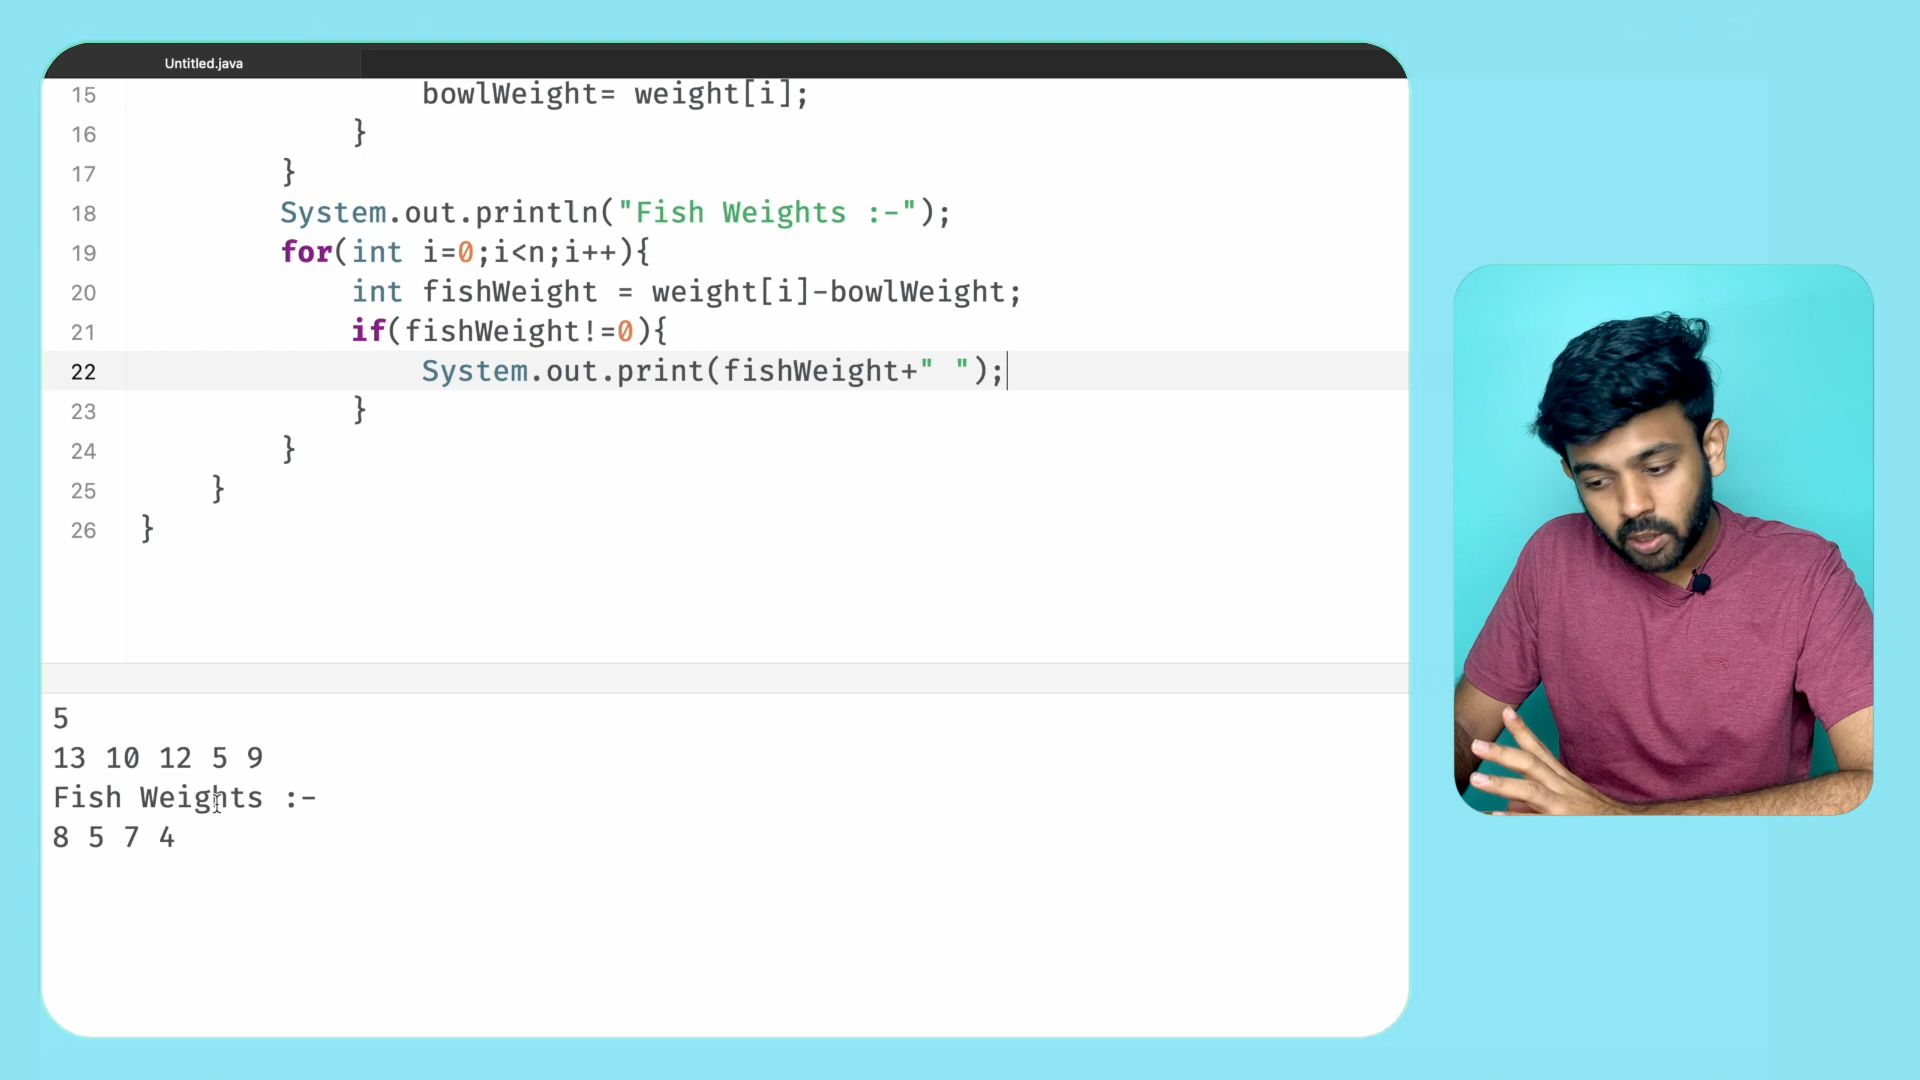 Untitled.java
15 bowlWeight= weight[i];
16 }
17 }
18 System.out.println("Fish Weights :-");
19 for(int i=0;i<n;i++){
20 int fishWeight = weight[i]-bowlWeight;
21 if(fishWeight!=0){
22 System.out.print(fishWeight+" ");
23 }
24 }
25 }
26 }
5
13 10 12 5 9
Fish Weights :-
8 5 7 4